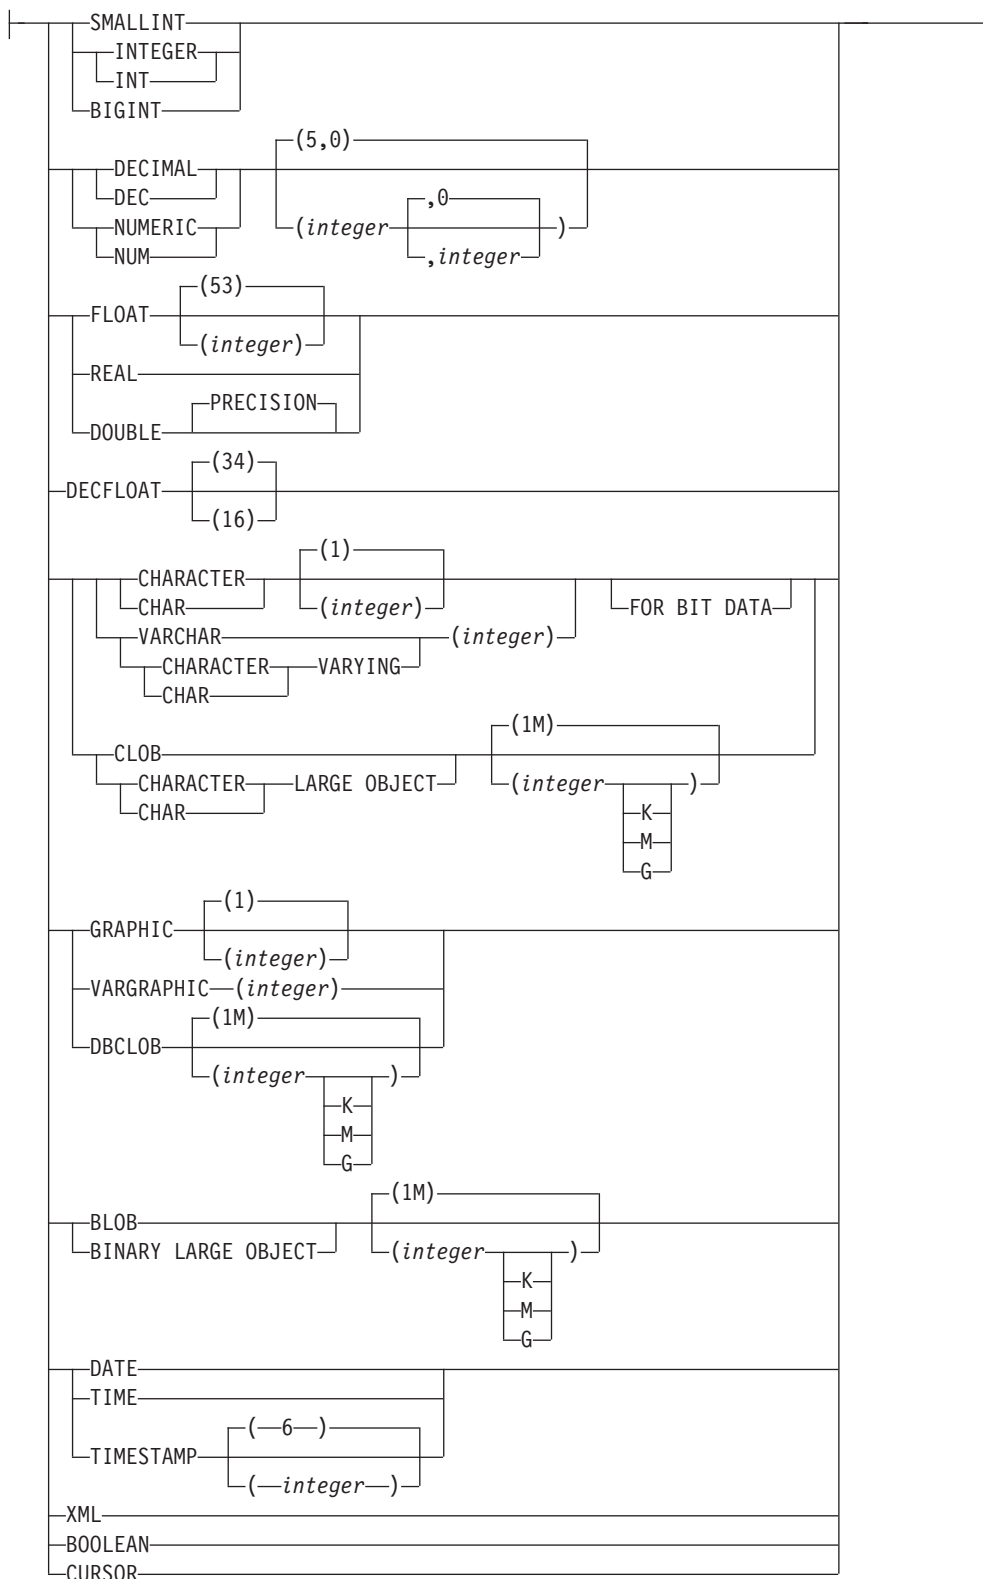 SMALLINT
INTEGER
INT
BIGINT
(5,0)
DECIMAL
DEC
,0
NUMERIC
(integer )
NUM
,integer
(53)
FLOAT
(integer)
REAL
PRECISION
DOUBLE
(34)
DECFLOAT
(16)
(1)
CHARACTER
CHAR (integer) FOR BIT DATA
VARCHAR (integer)
CHARACTER VARYING
CHAR
(1M)
CLOB
CHARACTER LARGE OBJECT (integer )
CHAR K
M
G
(1)
GRAPHIC
(integer)
VARGRAPHIC (integer)
(1M)
DBCLOB
(integer )
K
M
G
(1M)
BLOB
BINARY LARGE OBJECT (integer )
K
M
G
DATE
TIME
( 6 )
TIMESTAMP
( integer )
XML
BOOLEAN
CURSOR